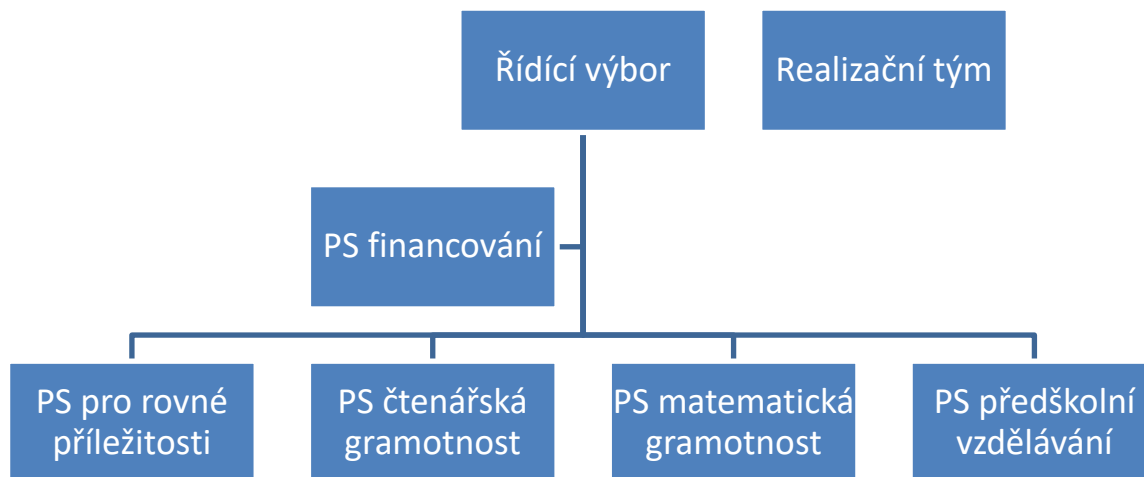 Řídící výbor
Realizační tým
PS financování
PS pro rovné
příležitosti
PS čtenářská
gramotnost
PS matematická
gramotnost
PS předškolní
vzdělávání